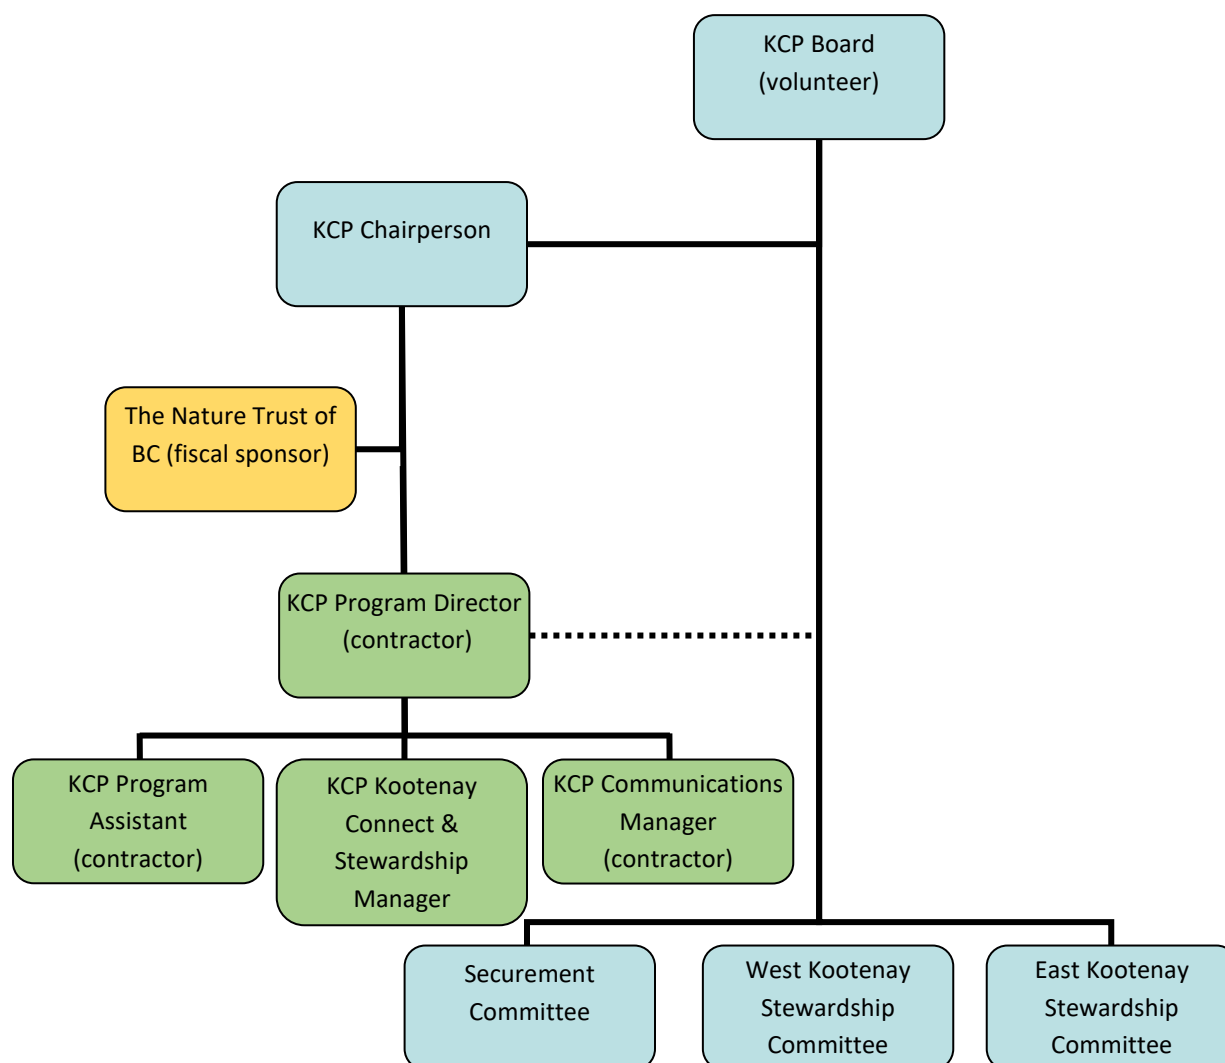 KCP Board
(volunteer)
KCP Chairperson
The Nature Trust of
BC (fiscal sponsor)
KCP Program Director
(contractor)
KCP Program
Assistant
(contractor)
KCP Kootenay
Connect &
Stewardship
Manager
KCP Communications
Manager
(contractor)
Securement
Committee
West Kootenay
Stewardship
Committee
East Kootenay
Stewardship
Committee